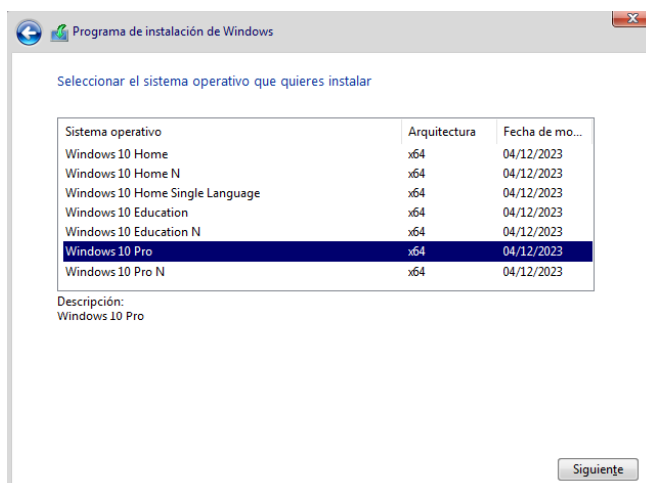 Programa de instalación de Windows
Seleccionar el sistema operativo que quieres instalar
Sistema operativo Arquitectura Fecha de mo...
Windows 10 Home x64 04/12/2023
Windows 10 Home N x64 04/12/2023
Windows 10 Home Single Language x64 04/12/2023
Windows 10 Education x64 04/12/2023
Windows 10 Education N x64 04/12/2023
Windows 10 Pro x64 04/12/2023
Windows 10 Pro N x64 04/12/2023
Descripción:
Windows 10 Pro
Siguiente